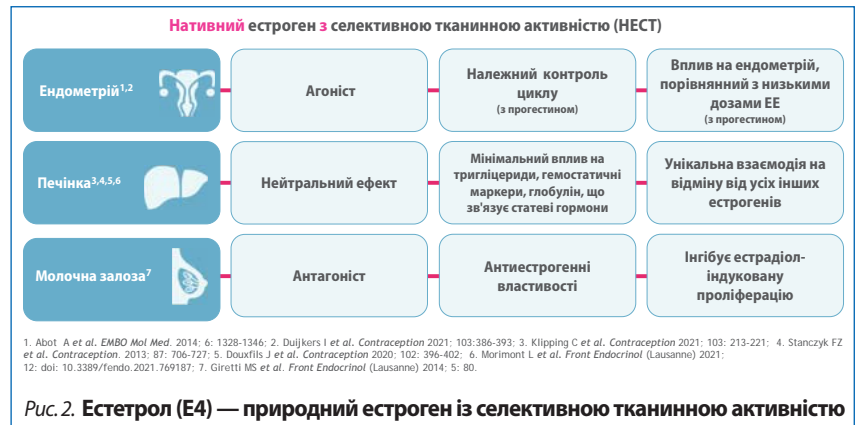 Нативний естроген з селективною тканинною активністю (НЕСТ)
Ендометрій1,2
Агоніст
Належний контроль
циклу
(з прогестином)
Вплив на ендометрій,
порівнянний з низькими
дозами ЕЕ
(з прогестином)
Печінка3,4,5,6
Нейтральний ефект
Мінімальний вплив на
тригліцериди, гемостатичні
маркери, глобулін, що
зв'язує статеві гормони
Унікальна взаємодія на
відміну від усіх інших
естрогенів
Молочна залоза7
Антагоніст
Антиестрогенні
властивості
Інгібує естрадіол-
індуковану
проліферацію
1. Abot A et al. EMBO Mol Med. 2014; 6: 1328-1346; 2. Duijkers I et al. Contraception 2021; 103:386-393; 3. Klipping C et al. Contraception 2021; 103: 213-221; 4. Stanczyk FZ
et al. Contraception. 2013; 87: 706-727; 5. Douxfils J et al. Contraception 2020; 102: 396-402; 6. Morimont L et al. Front Endocrinol (Lausanne) 2021;
12: doi: 10.3389/fendo.2021.769187; 7. Giretti MS et al. Front Endocrinol (Lausanne) 2014; 5: 80.
Рис. 2. Естетрол (Е4) — природний естроген із селективною тканинною активністю